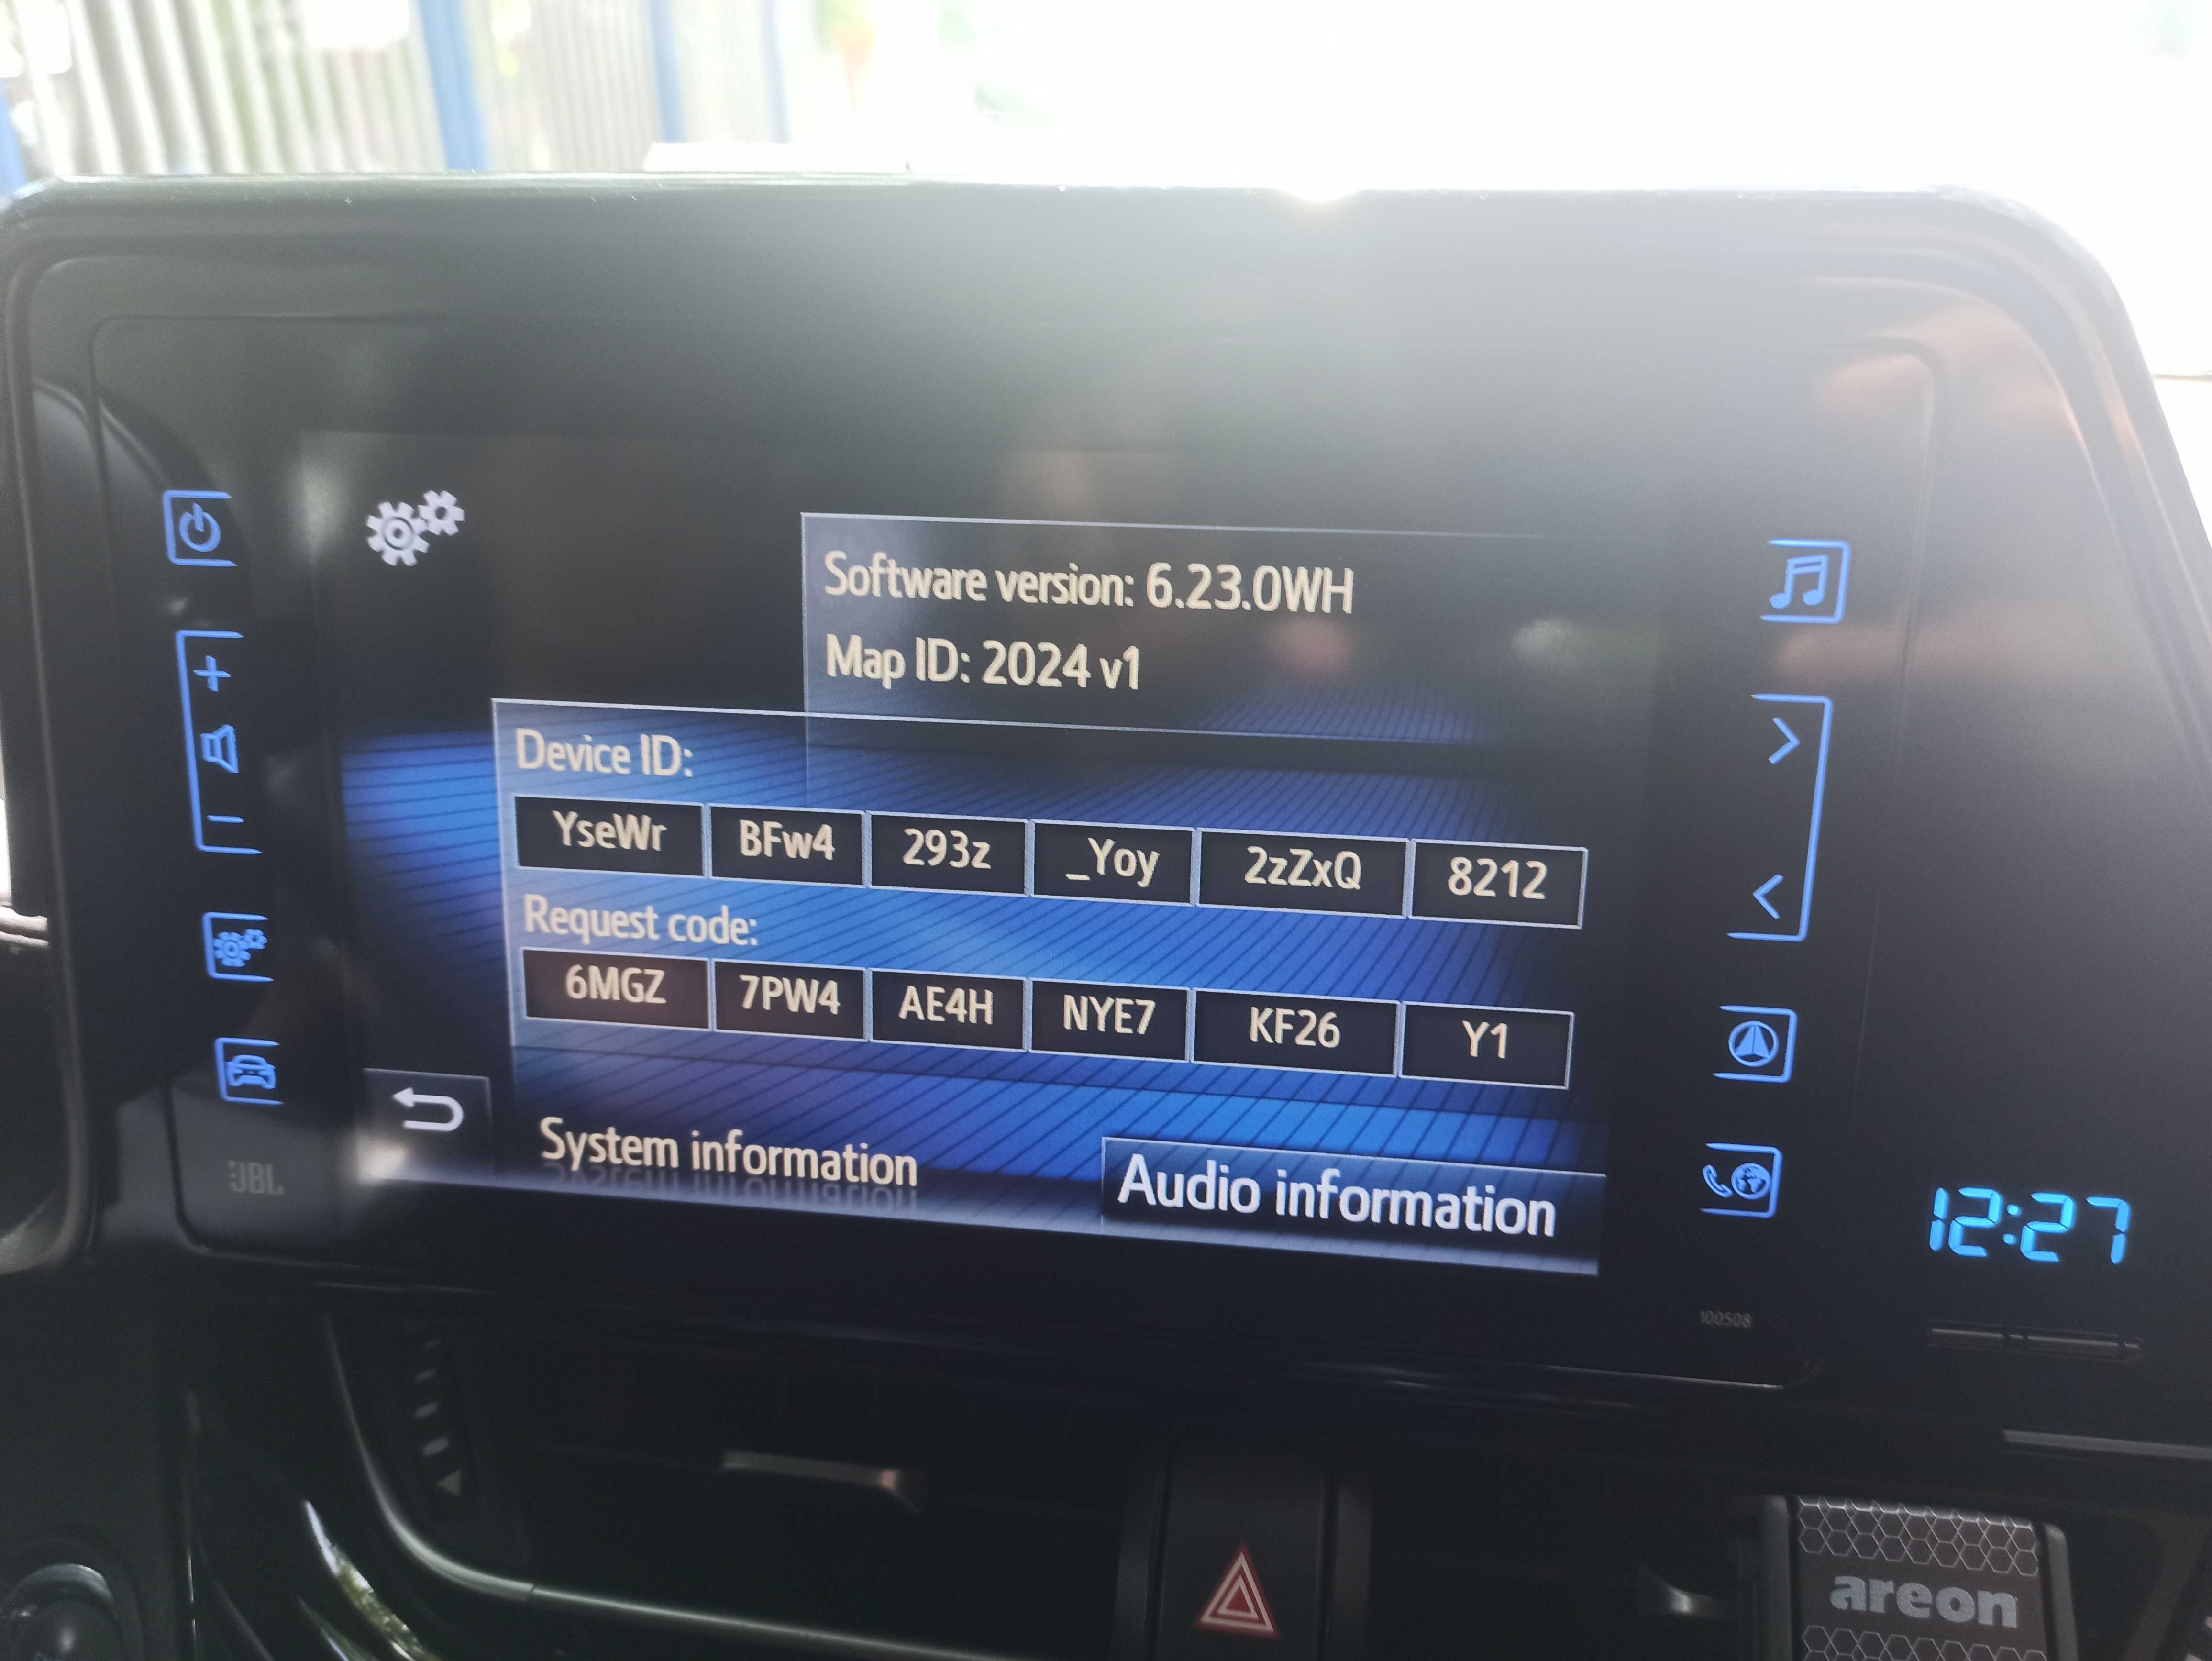 Software version: 6.23.0WH
Map ID: 2024 v1
Device ID:
YseWr BFw4 293z _Yoy 2zZxQ 8212
Request code:
6MGZ 7PW4 AE4H NYE7 KF26 Y1
System information
Audio information
JBL
12:27
100508
areon